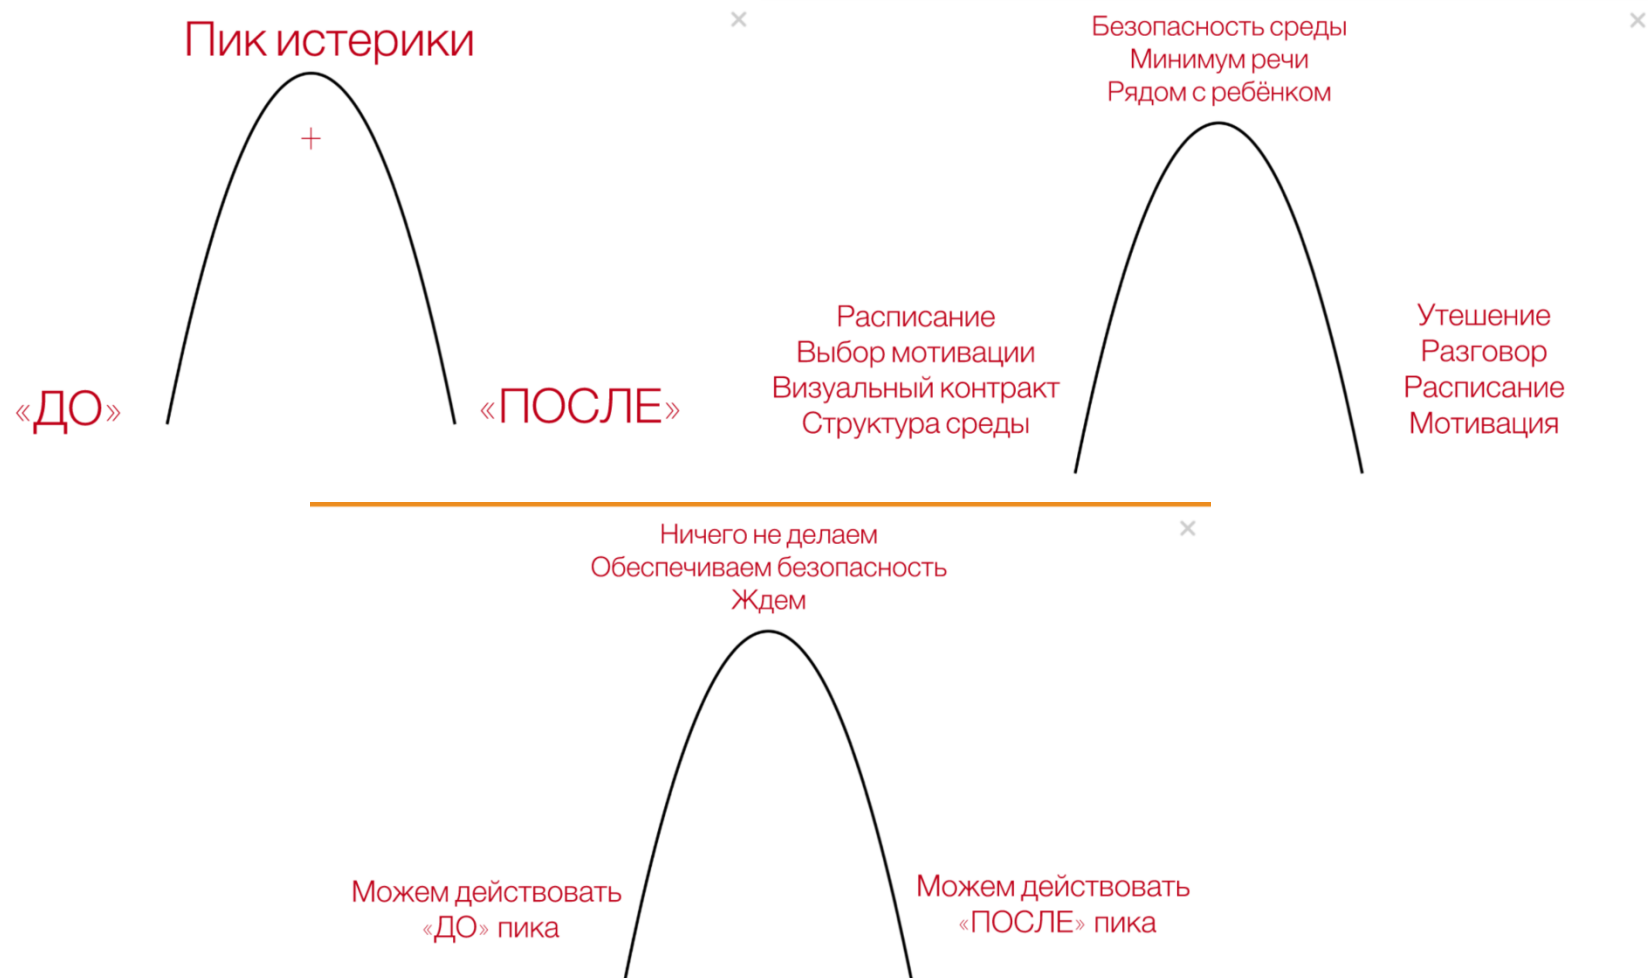 Пик истерики
«ДО»
«ПОСЛЕ»
Безопасность среды
Минимум речи
Рядом с ребёнком
Расписание
Выбор мотивации
Визуальный контракт
Структура среды
Утешение
Разговор
Расписание
Мотивация
Ничего не делаем
Обеспечиваем безопасность
Ждем
Можем действовать
«ДО» пика
Можем действовать
«ПОСЛЕ» пика